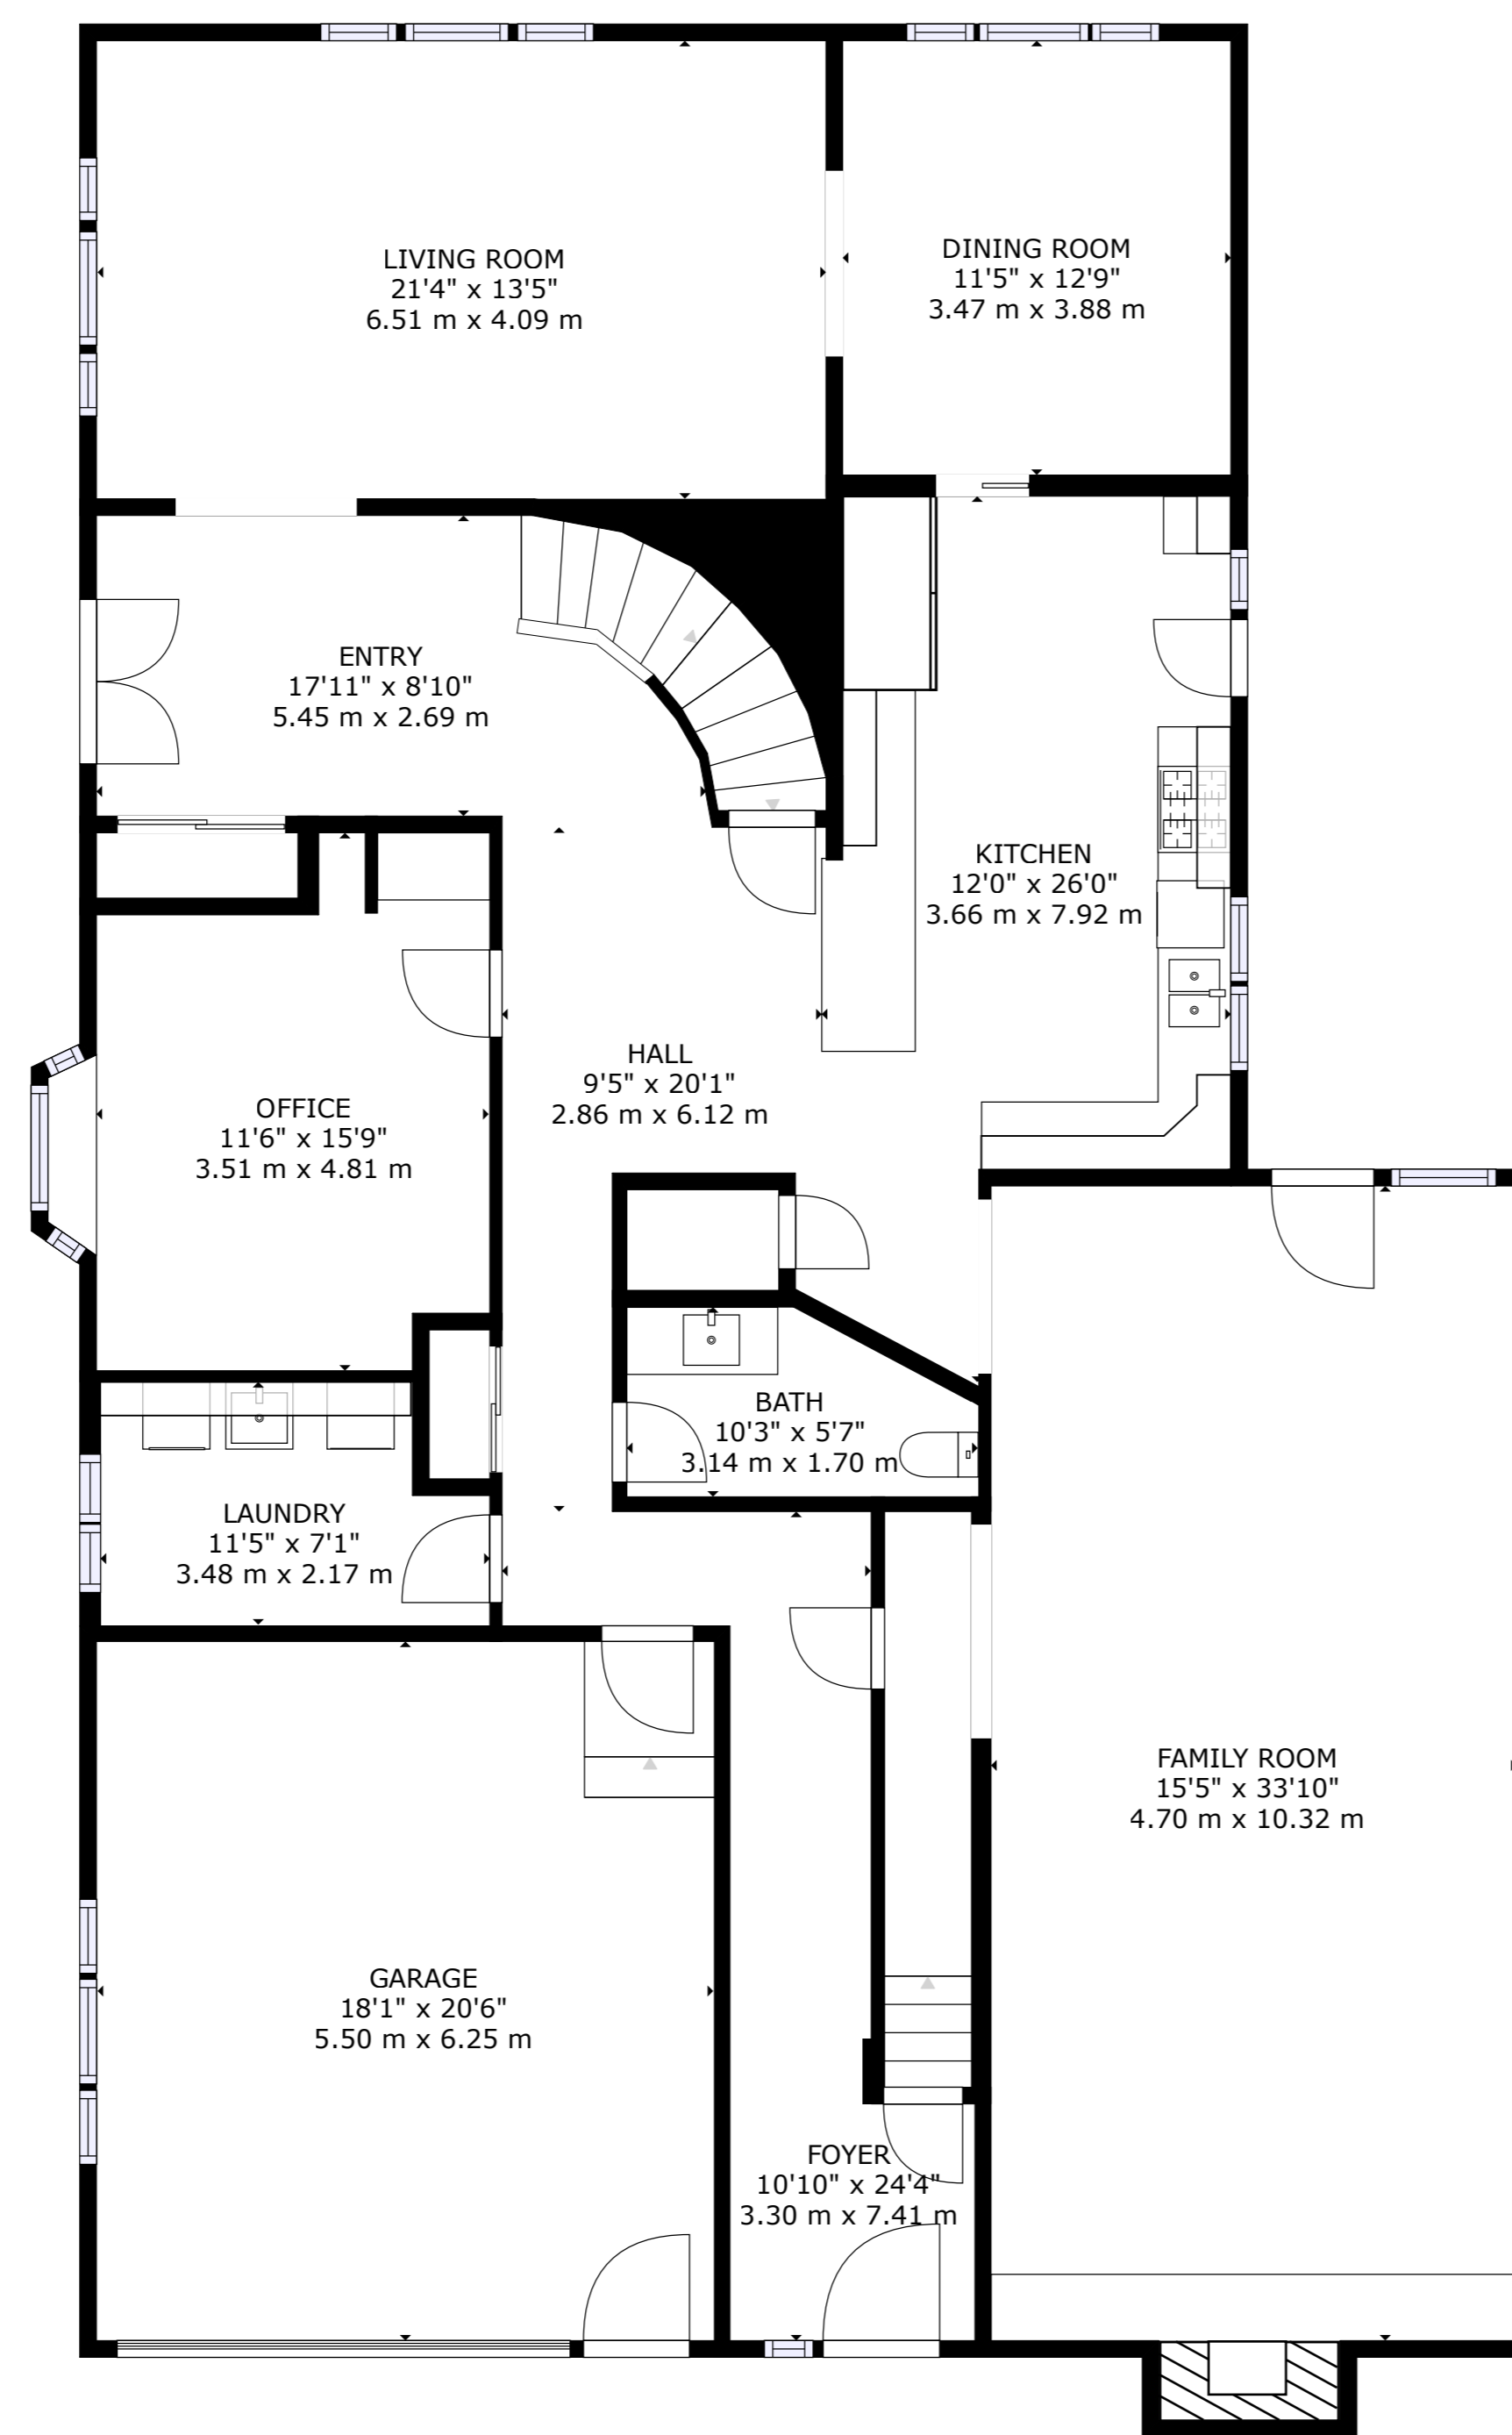 LIVING ROOM
21'4" x 13'5"
6.51 m x 4.09 m
DINING ROOM
11'5" x 12'9"
3.47 m x 3.88 m
ENTRY
17'11" x 8'10"
5.45 m x 2.69 m
KITCHEN
12'0" x 26'0"
3.66 m x 7.92 m
HALL
9'5" x 20'1"
2.86 m x 6.12 m
OFFICE
11'6" x 15'9"
3.51 m x 4.81 m
BATH
10'3" x 5'7"
3.14 m x 1.70 m
LAUNDRY
11'5" x 7'1"
3.48 m x 2.17 m
FAMILY ROOM
15'5" x 33'10"
4.70 m x 10.32 m
GARAGE
18'1" x 20'6"
5.50 m x 6.25 m
FOYER
10'10" x 24'4"
3.30 m x 7.41 m